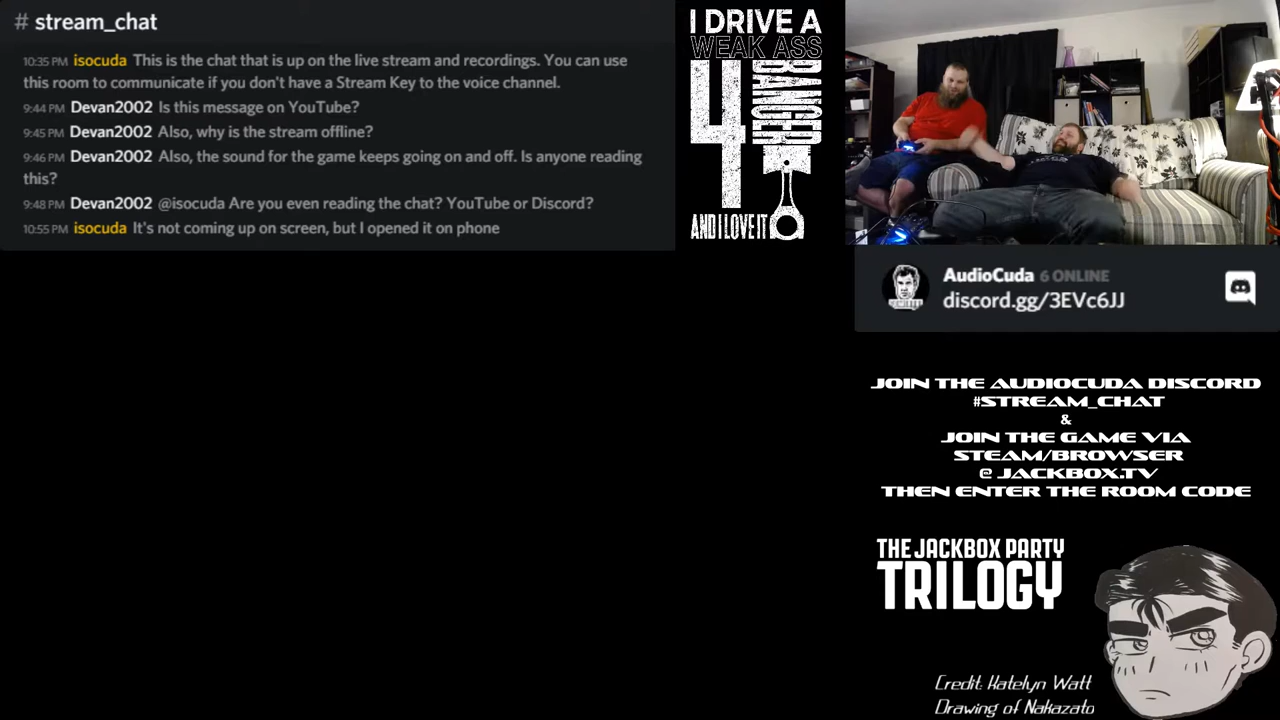 # stream_chat
10:35 PM isocuda This is the chat that is up on the live stream and recordings. You can use
this room to communicate if you don't have a Stream Key to the voice channel.
9:44 PM Devan2002 Is this message on YouTube?
9:45 PM Devan2002 Also, why is the stream offline?
9:46 PM Devan2002 Also, the sound for the game keeps going on and off. Is anyone reading
this?
9:48 PM Devan2002 @isocuda Are you even reading the chat? YouTube or Discord?
10:55 PM isocuda It's not coming up on screen, but I opened it on phone
I DRIVE A
WEAK ASS
4
BANGER
RANGER
AND I LOVE IT
AudioCuda 6 ONLINE
discord.gg/3EVc6JJ
JOIN THE AUDIOCUDA DISCORD
#STREAM_CHAT
&
JOIN THE GAME VIA
STEAM/BROWSER
@ JACKBOX.TV
THEN ENTER THE ROOM CODE
THE JACKBOX PARTY
TRILOGY
Credit: Katelyn Watt
Drawing of Nakazato